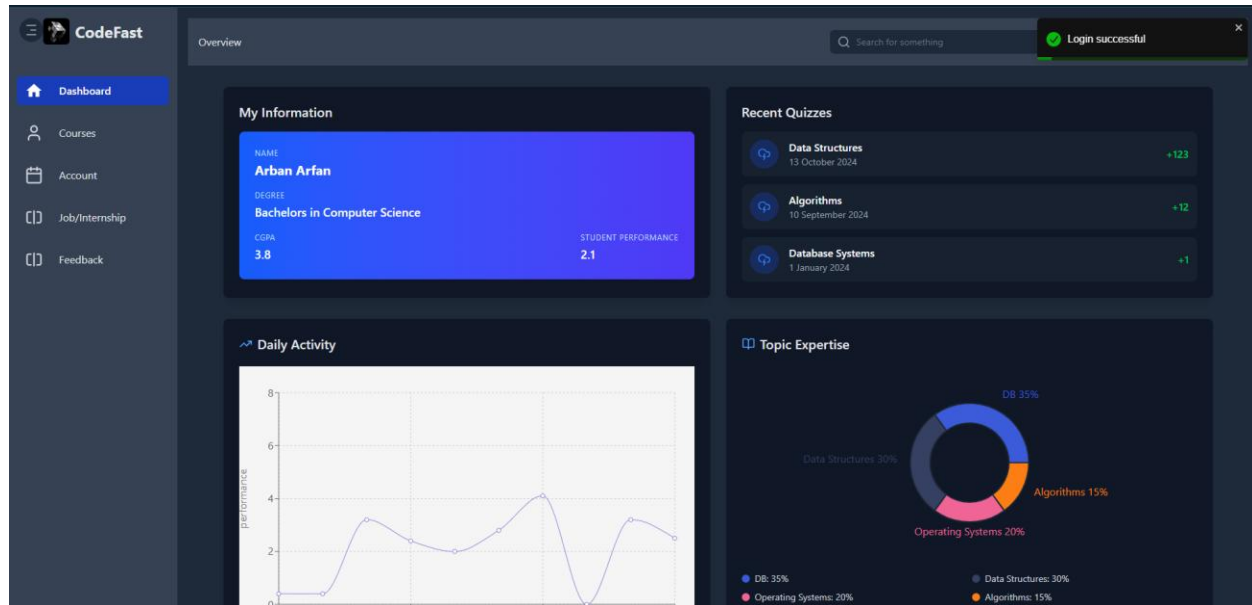 CodeFast
Overview
Search for something
Login successful
Dashboard
Courses
Account
Job/Internship
Feedback
My Information
NAME
Arban Arfan
DEGREE
Bachelors in Computer Science
CGPA
STUDENT PERFORMANCE
3.8
2.1
Recent Quizzes
Data Structures
13 October 2024
+123
Algorithms
10 September 2024
+12
Database Systems
1 January 2024
+1
Daily Activity
8
6
4
2
0
performance
Topic Expertise
DB 35%
Data Structures 30%
Algorithms 15%
Operating Systems 20%
DB: 35%
Data Structures: 30%
Operating Systems: 20%
Algorithms: 15%